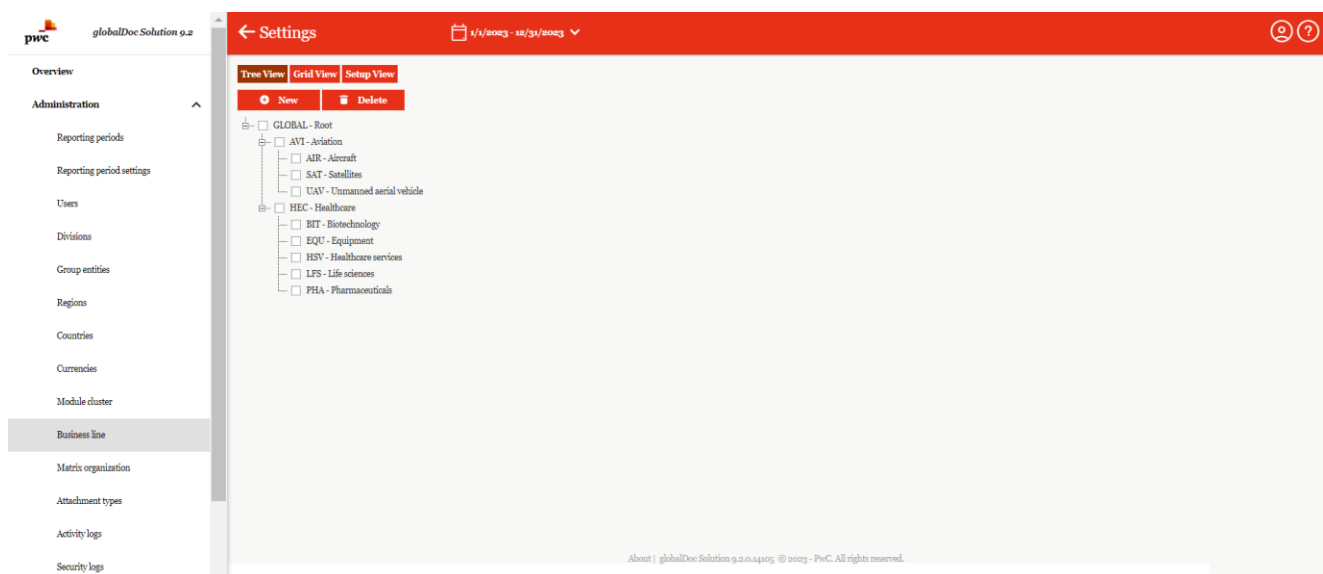 pwc
globalDoc Solution 9.2
Overview
Administration
Reporting periods
Reporting period settings
Users
Divisions
Group entities
Regions
Countries
Currencies
Module cluster
Business line
Matrix organization
Attachment types
Activity logs
Security logs
Settings
1/1/2023 - 12/31/2023
?
Tree View Grid View Setup View
New Delete
GLOBAL - Root
AVI - Aviation
AIR - Aircraft
SAT - Satellites
UAV - Unmanned aerial vehicle
HEC - Healthcare
BIT - Biotechnology
EQU - Equipment
HSV - Healthcare services
LFS - Life sciences
PHA - Pharmaceuticals
About | globalDoc Solution 9.2.0.14105 © 2023 - PwC. All rights reserved.